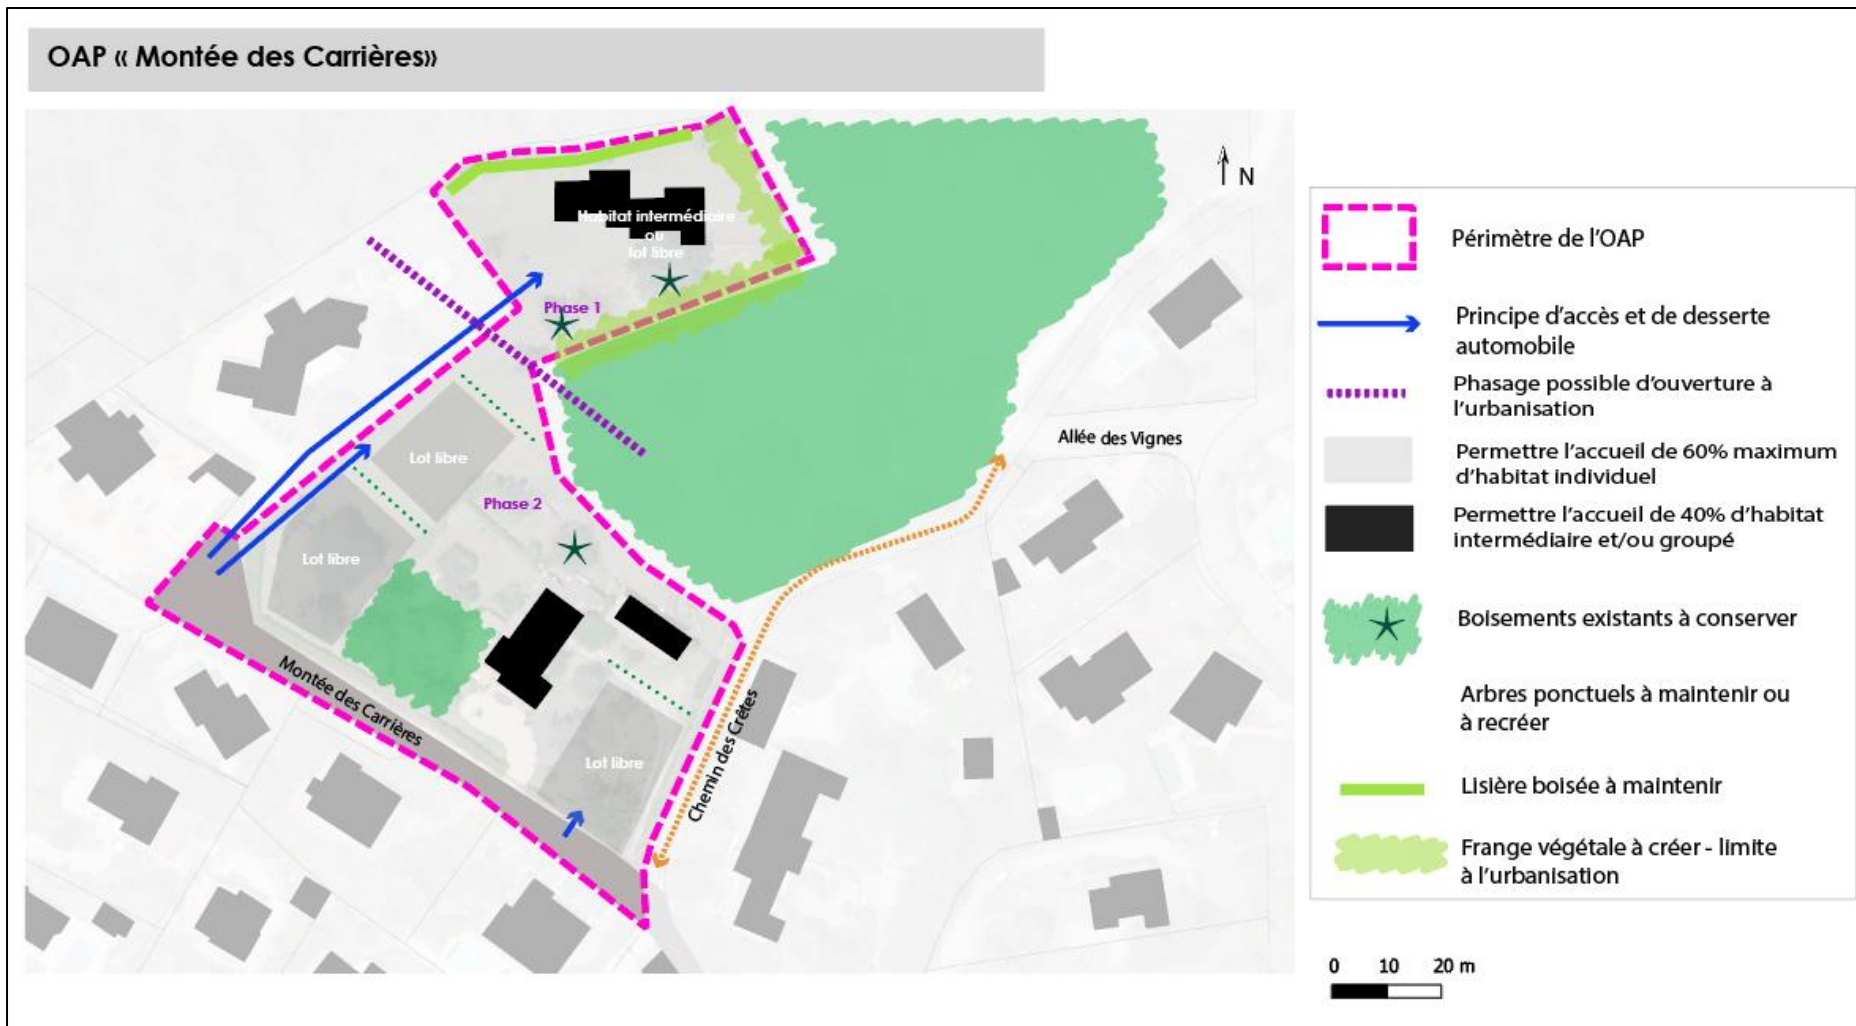 OAP « Montée des Carrières»
N
Habitat intermédiaire
ou
lot libre
Phase 1
Allée des Vignes
Lot libre
Phase 2
Lot libre
Montée des Carrières
Chemin des Crêtes
Lot libre
Périmètre de l’OAP
Principe d’accès et de desserte
automobile
Phasage possible d’ouverture à
l’urbanisation
Permettre l’accueil de 60% maximum
d’habitat individuel
Permettre l’accueil de 40% d’habitat
intermédiaire et/ou groupé
Boisements existants à conserver
Arbres ponctuels à maintenir ou
à recréer
Lisière boisée à maintenir
Frange végétale à créer - limite
à l’urbanisation
0 10 20 m